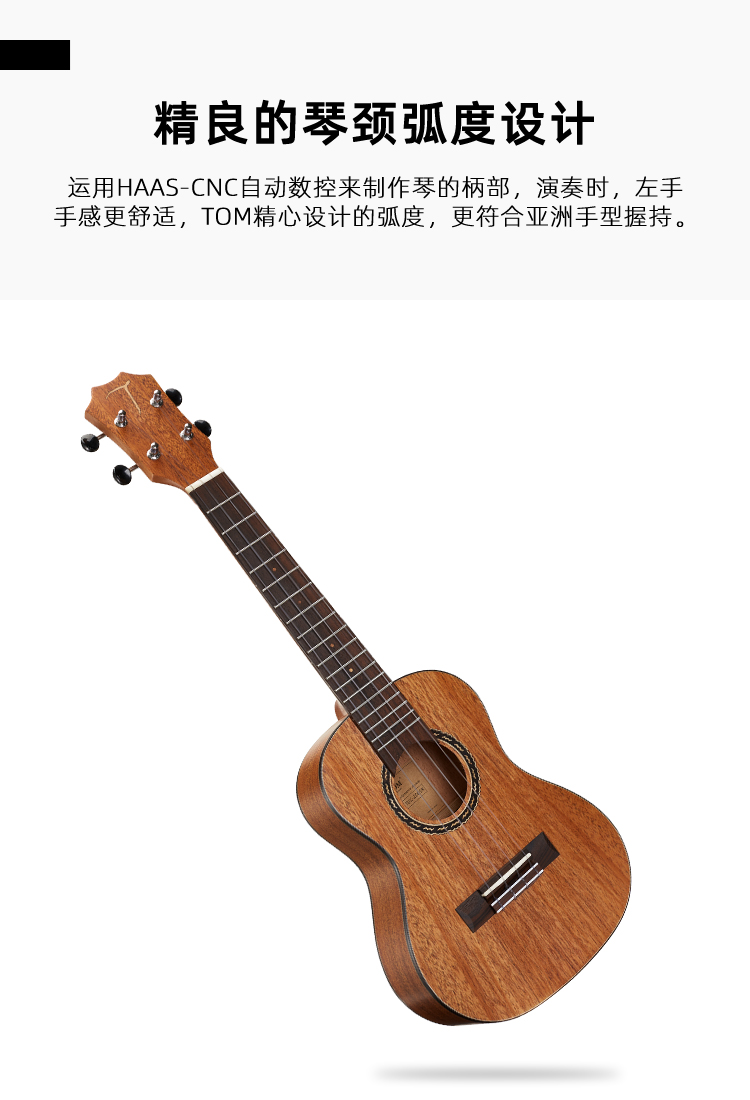 精良的琴颈弧度设计
运用HAAS-CNC自动数控来制作琴的柄部，演奏时，左手
手感更舒适，TOM精心设计的弧度，更符合亚洲手型握持。